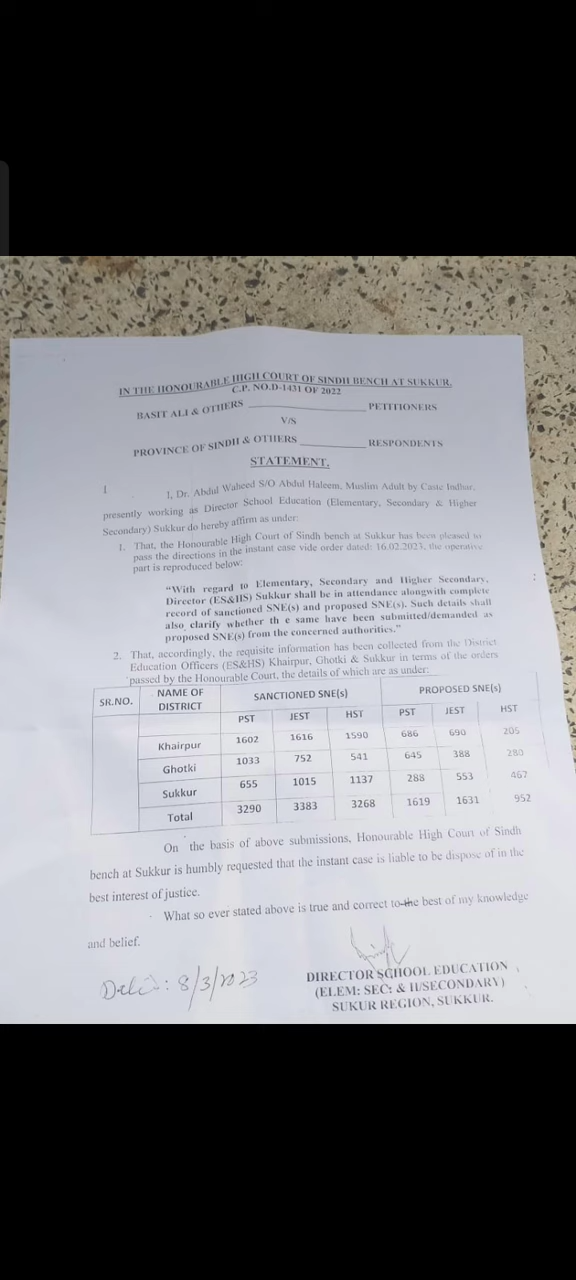 IN THE HONOURABLE HIGH COURT OF SINDH BENCH AT SUKKUR.
C.P. NO.D-1431 OF 2022
BASIT ALI & OTHERS ____________ PETITIONERS
V/S
PROVINCE OF SINDH & OTHERS ____________ RESPONDENTS
STATEMENT.
I, Dr. Abdul Waheed S/O Abdul Haleem, Muslim Adult by Caste Indhar,
presently working as Director School Education (Elementary, Secondary & Higher
Secondary) Sukkur do hereby affirm as under:
1. That, the Honourable High Court of Sindh bench at Sukkur has been pleased to
pass the directions in the instant case vide order dated: 16.02.2023, the operative
part is reproduced below:
"With regard to Elementary, Secondary and Higher Secondary,
Director (ES&HS) Sukkur shall be in attendance alongwith complete
record of sanctioned SNE(s) and proposed SNE(s). Such details shall
also clarify whether th e same have been submitted/demanded as
proposed SNE(s) from the concerned authorities."
2. That, accordingly, the requisite information has been collected from the District
Education Officers (ES&HS) Khairpur, Ghotki & Sukkur in terms of the orders
passed by the Honourable Court, the details of which are as under:
SR.NO. NAME OF DISTRICT SANCTIONED SNE(s) PROPOSED SNE(s)
PST JEST HST PST JEST HST
Khairpur 1602 1616 1590 686 690 205
Ghotki 1033 752 541 645 388 280
Sukkur 655 1015 1137 288 553 467
Total 3290 3383 3268 1619 1631 952
On the basis of above submissions, Honourable High Court of Sindh
bench at Sukkur is humbly requested that the instant case is liable to be dispose of in the
best interest of justice.
What so ever stated above is true and correct to the best of my knowledge
and belief.
8/3/2023
DIRECTOR SCHOOL EDUCATION
(ELEM: SEC: & H/SECONDARY)
SUKUR REGION, SUKKUR.